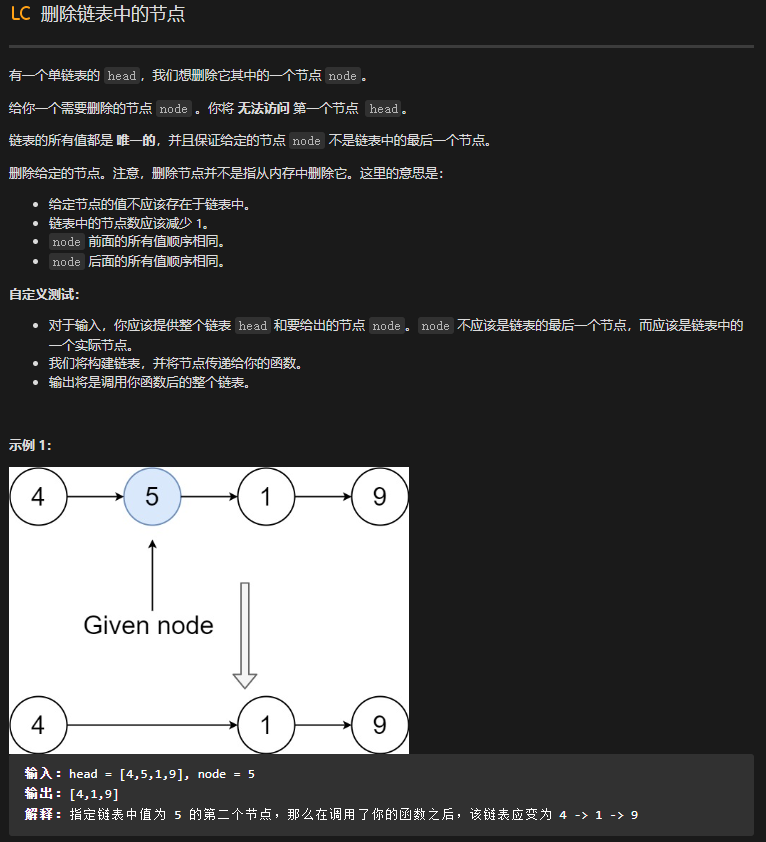 LC 删除链表中的节点
有一个单链表的 head，我们想删除它其中的一个节点 node。
给你一个需要删除的节点 node 。你将 无法访问 第一个节点 head。
链表的所有值都是 唯一的，并且保证给定的节点 node 不是链表中的最后一个节点。
删除给定的节点。注意，删除节点并不是指从内存中删除它。这里的意思是：
• 给定节点的值不应该存在于链表中。
• 链表中的节点数应该减少 1。
• node 前面的所有值顺序相同。
• node 后面的所有值顺序相同。
自定义测试：
• 对于输入，你应该提供整个链表 head 和要给出的节点 node 。node 不应该是链表的最后一个节点，而应该是链表中的
一个实际节点。
• 我们将构建链表，并将节点传递给你的函数。
• 输出将是调用你函数后的整个链表。
示例 1：
4 5 1 9
Given node
4 1 9
输入：head = [4,5,1,9], node = 5
输出：[4,1,9]
解释：指定链表中值为 5 的第二个节点，那么在调用了你的函数之后，该链表应变为 4 -> 1 -> 9